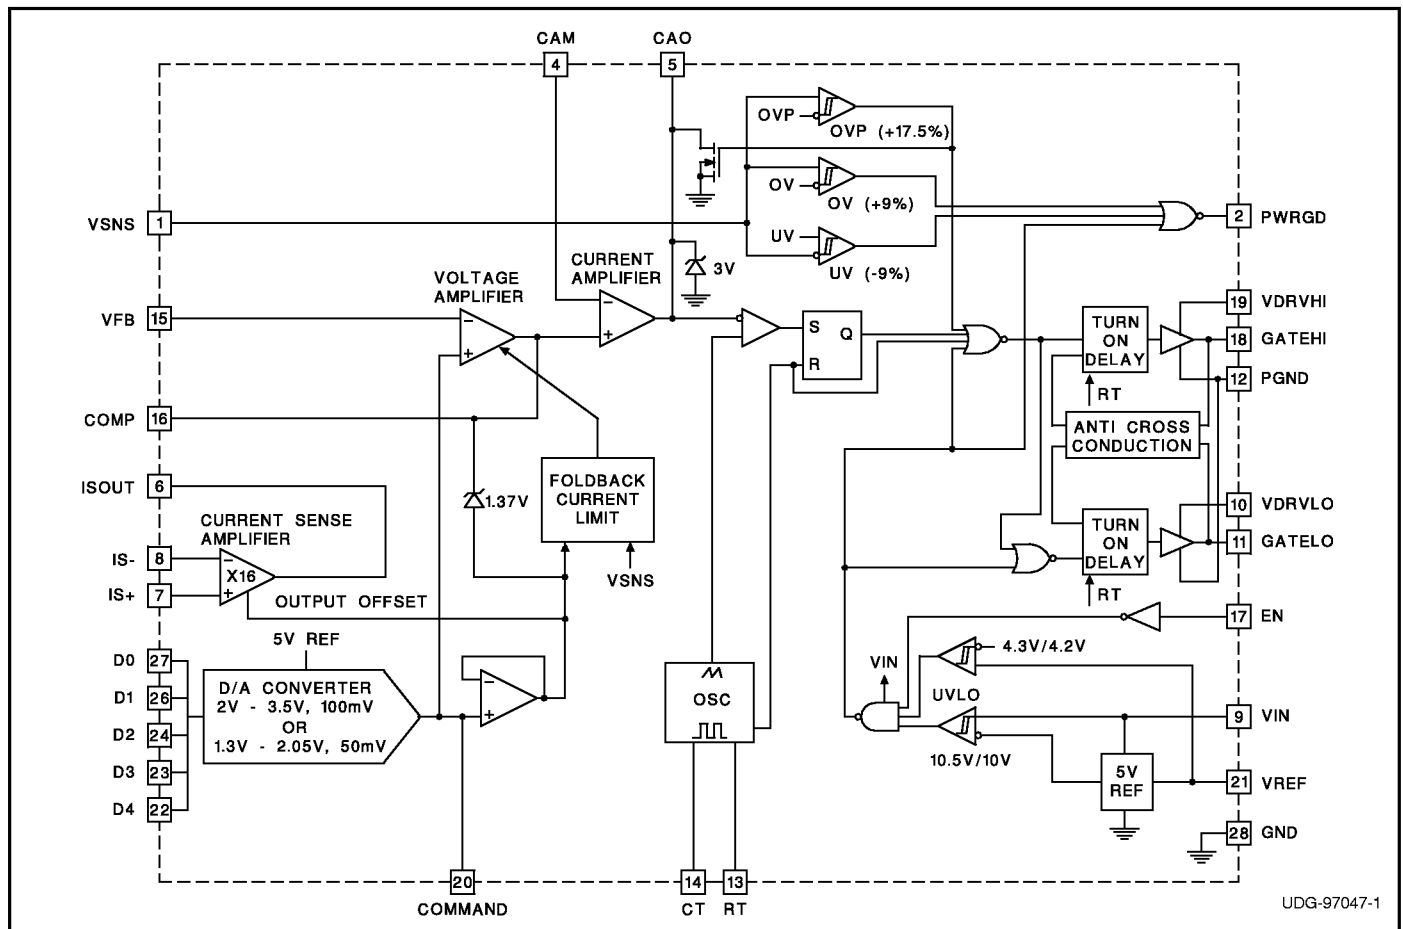 CAM
CAO
4
5
OVP
OVP (+17.5%)
OV
OV (+9%)
UV
UV (-9%)
VSNS
1
2
PWRGD
VOLTAGE
AMPLIFIER
CURRENT
AMPLIFIER
3V
VFB
15
-
+
-
+
S
Q
R
TURN
ON
DELAY
RT
19
VDRVHI
18
GATEHI
12
PGND
COMP
16
ANTI CROSS
CONDUCTION
ISOUT
6
1.37V
FOLDBACK
CURRENT
LIMIT
VSNS
CURRENT SENSE
AMPLIFIER
IS-
8
-
X16
IS+
7
+
OUTPUT OFFSET
TURN
ON
DELAY
RT
10
VDRVLO
11
GATELO
17
EN
5V REF
D0
27
D1
26
D2
24
D3
23
D4
22
D/A CONVERTER
2V - 3.5V, 100mV
OR
1.3V - 2.05V, 50mV
-
+
OSC
VIN
UVLO
4.3V/4.2V
10.5V/10V
9
VIN
5V
REF
21
VREF
28
GND
20
COMMAND
14
13
CT
RT
UDG-97047-1